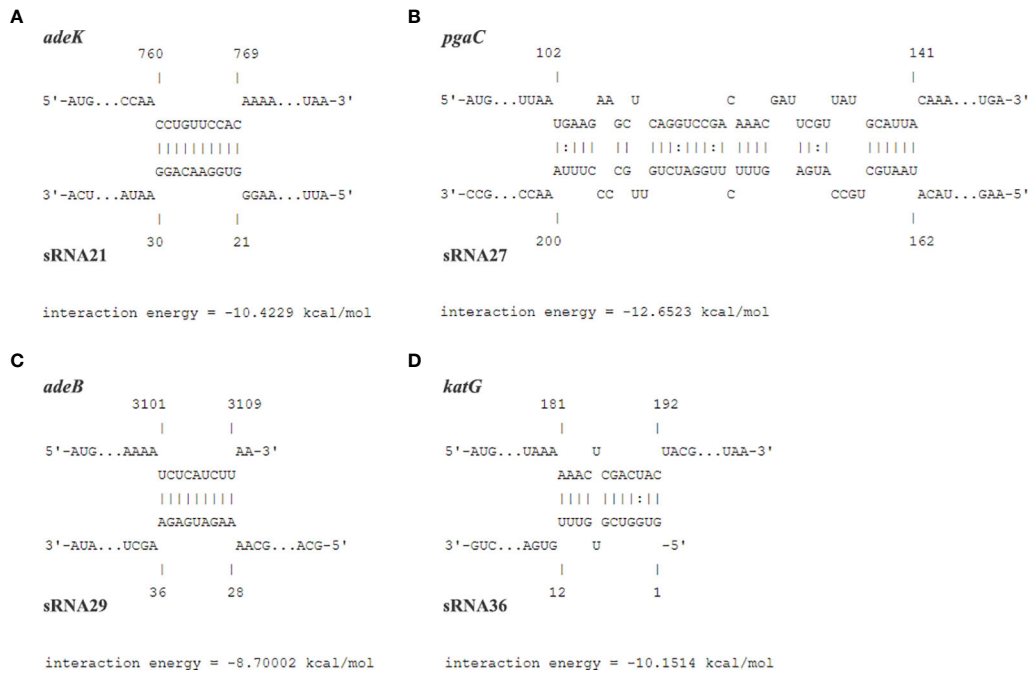 A
adeK
760 769
| |
5'-AUG...CCAA AAAA...UAA-3'
CCUGUUCCAC
||||||||||
GGACAAGGUG
3'-ACU...AUAA GGAA...UUA-5'
| |
30 21
sRNA21
interaction energy = -10.4229 kcal/mol
B
pgaC
102 141
| |
5'-AUG...UUAA AA U C GAU UAU CAAA...UGA-3'
UGAAG GC CAGGUCCGA AAAC UCGU GCAUUA
|:||| || |||:|||:| |||| ||:| ||||||
AUUUC CG GUCUAGGUU UUUG AGUA CGUAAU
3'-CCG...CCAA CC UU C CCGU ACAU...GAA-5'
| |
200 162
sRNA27
interaction energy = -12.6523 kcal/mol
C
adeB
3101 3109
| |
5'-AUG...AAAA AA-3'
UCUCAUCUU
|||||||||
AGAGUAGAA
3'-AUA...UCGA AACG...ACG-5'
| |
36 28
sRNA29
interaction energy = -8.70002 kcal/mol
D
katG
181 192
| |
5'-AUG...UAAA U UACG...UAA-3'
AAAC CGACUAC
|||| ||||:||
UUUG GCUGGUG
3'-GUC...AGUG U -5'
| |
12 1
sRNA36
interaction energy = -10.1514 kcal/mol